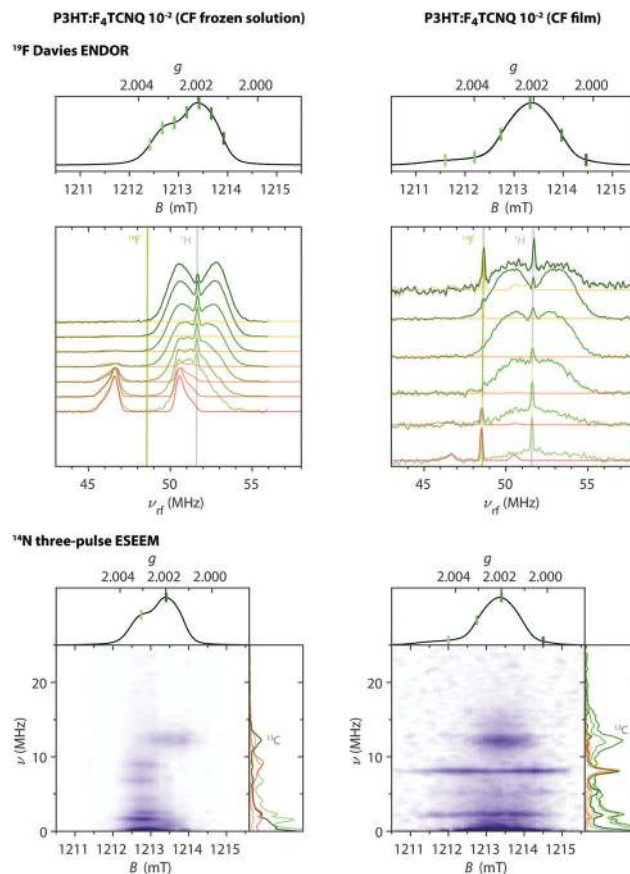 P3HT:F₄TCNQ 10⁻² (CF frozen solution)
P3HT:F₄TCNQ 10⁻² (CF film)
¹⁹F Davies ENDOR
g
2.004 2.002 2.000
1211 1212 1213 1214 1215
B (mT)
g
2.004 2.002 2.000
1211 1212 1213 1214 1215
B (mT)
¹⁹F ¹H
45 50 55
ν_rf (MHz)
¹⁹F ¹H
45 50 55
ν_rf (MHz)
¹⁴N three-pulse ESEEM
g
2.004 2.002 2.000
20
10
0
ν (MHz)
¹³C
1211 1212 1213 1214 1215
B (mT)
g
2.004 2.002 2.000
20
10
0
ν (MHz)
¹³C
1211 1212 1213 1214 1215
B (mT)